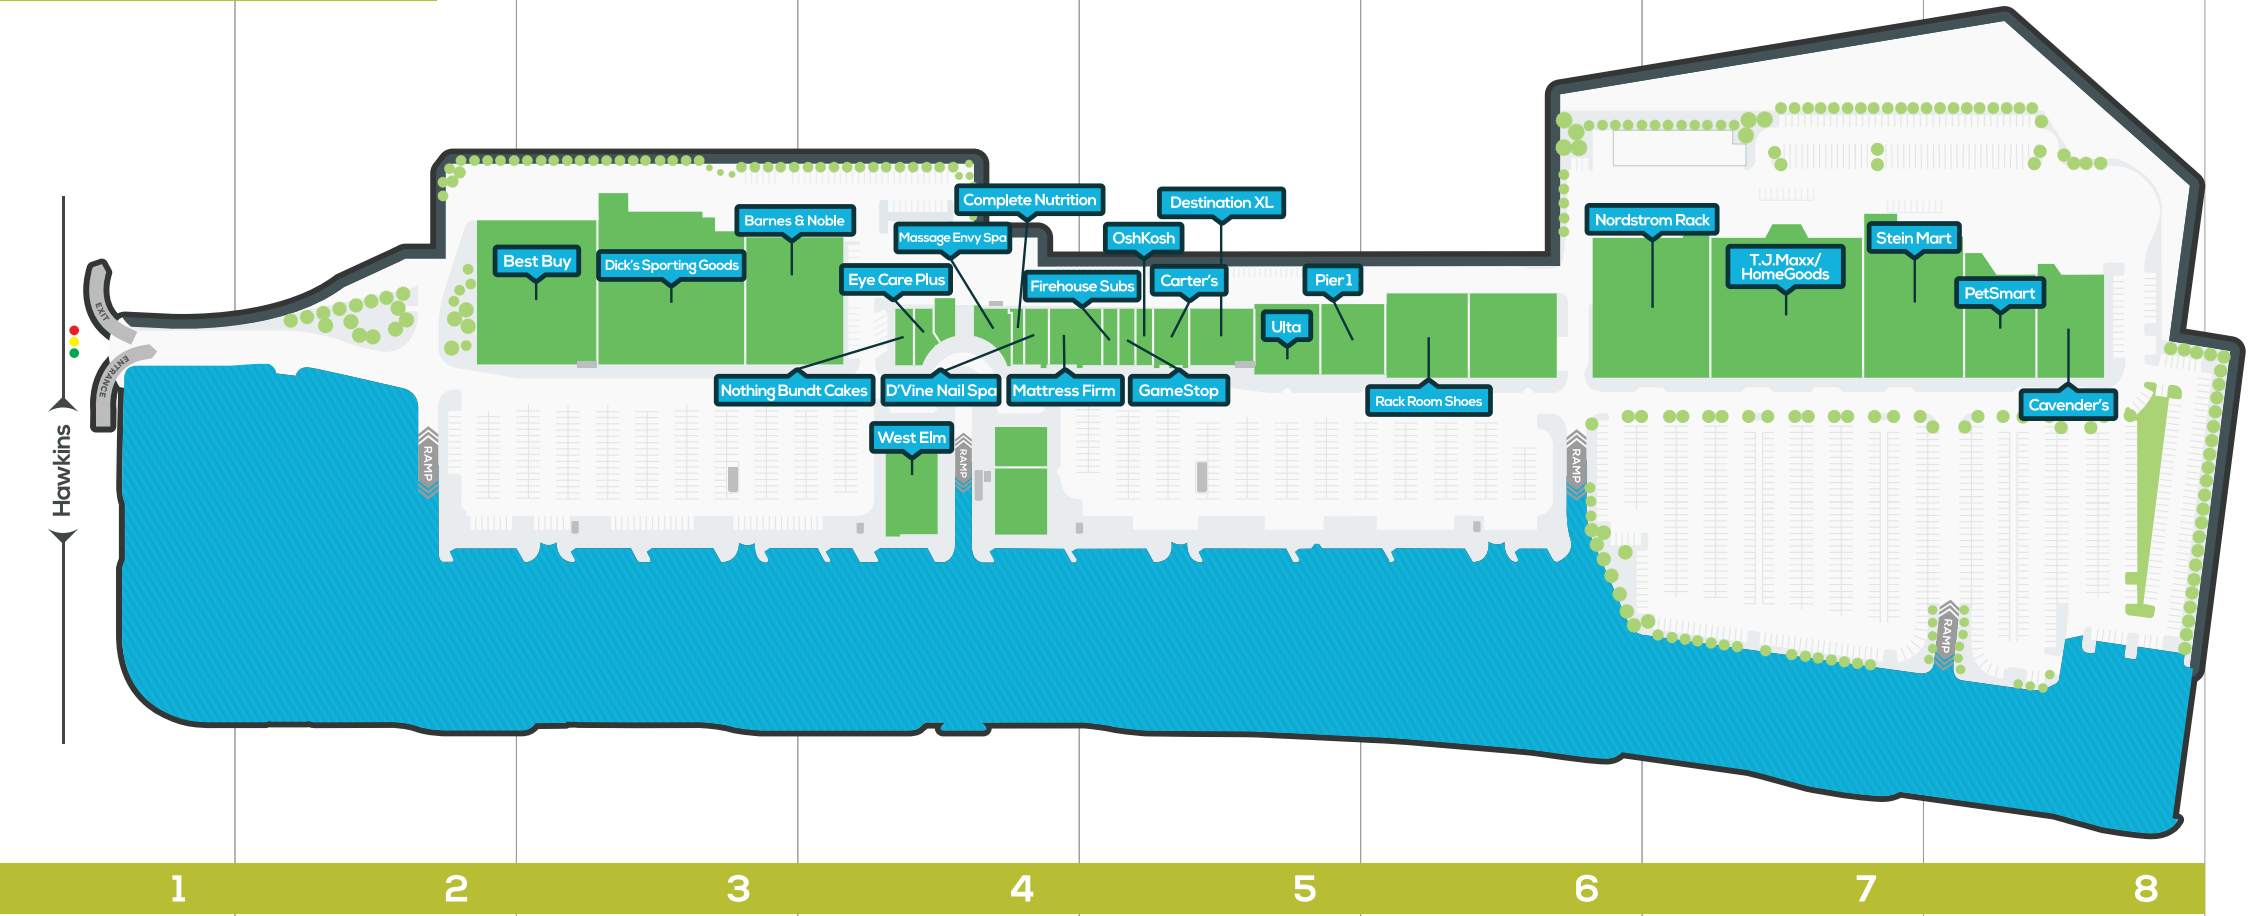 Complete Nutrition
Destination XL
Barnes & Noble
Nordstrom Rack
Massage Envy Spa
OshKosh
Stein Mart
Best Buy
Dick's Sporting Goods
T.J.Maxx/
HomeGoods
Eye Care Plus
Firehouse Subs
Carter's
Pier 1
PetSmart
EXIT
Ulta
ENTRANCE
Nothing Bundt Cakes
D'Vine Nail Spa
Mattress Firm
GameStop
Rack Room Shoes
Cavender's
West Elm
Hawkins
RAMP
RAMP
RAMP
RAMP
1
2
3
4
5
6
7
8